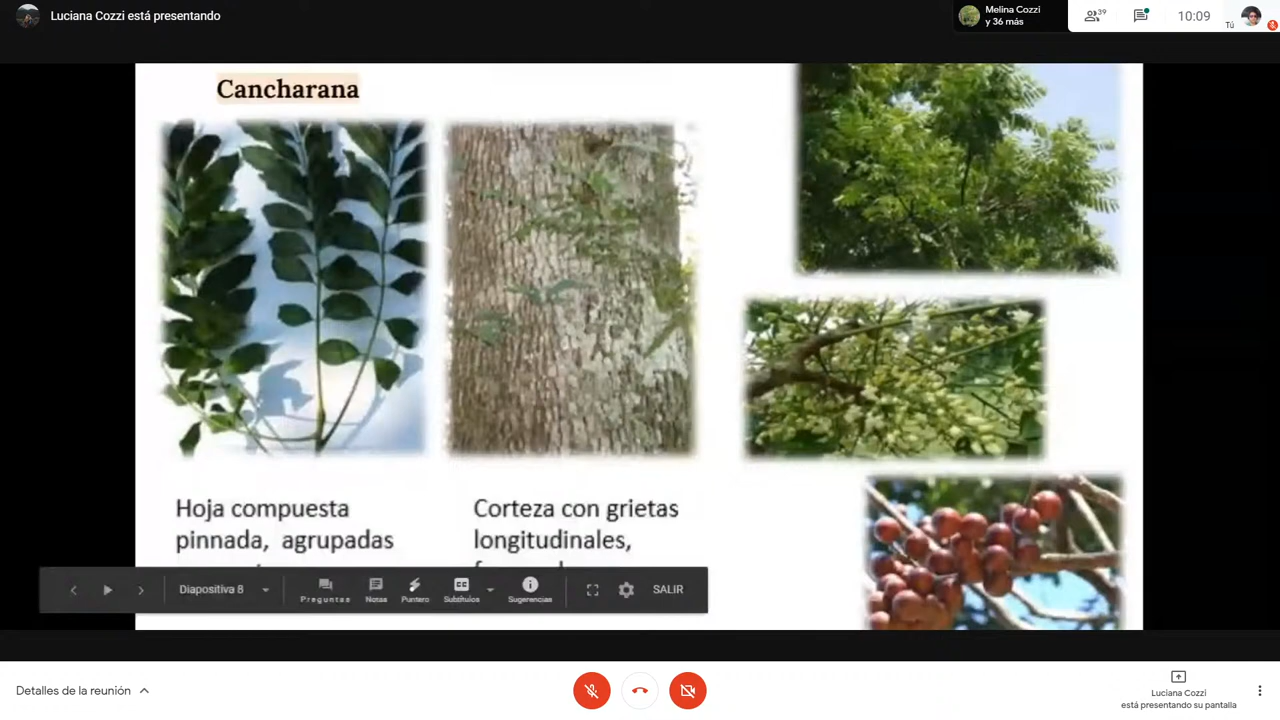 Luciana Cozzi está presentando
Melina Cozzi
y 36 más
39
10:09
Tú
Cancharana
Hoja compuesta
pinnada, agrupadas
Corteza con grietas
longitudinales,
Diapositiva 8
Preguntas
Notas
Puntero
Subtítulos
Sugerencias
SALIR
Detalles de la reunión
Luciana Cozzi
está presentando su pantalla